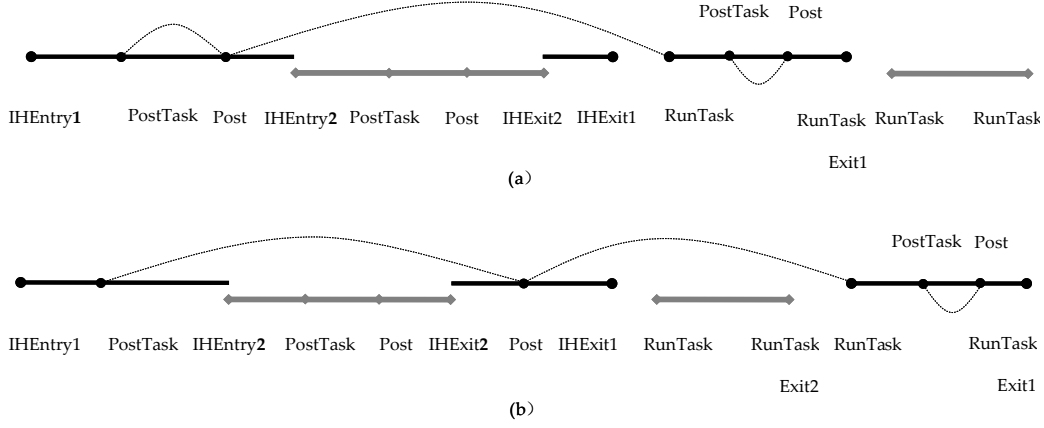 PostTask Post
IHEntry1 PostTask Post IHEntry2 PostTask Post IHExit2 IHExit1 RunTask RunTask RunTask RunTask
Exit1
(a)
PostTask Post
IHEntry1 PostTask IHEntry2 PostTask Post IHExit2 Post IHExit1 RunTask RunTask RunTask RunTask
Exit2 Exit1
(b)